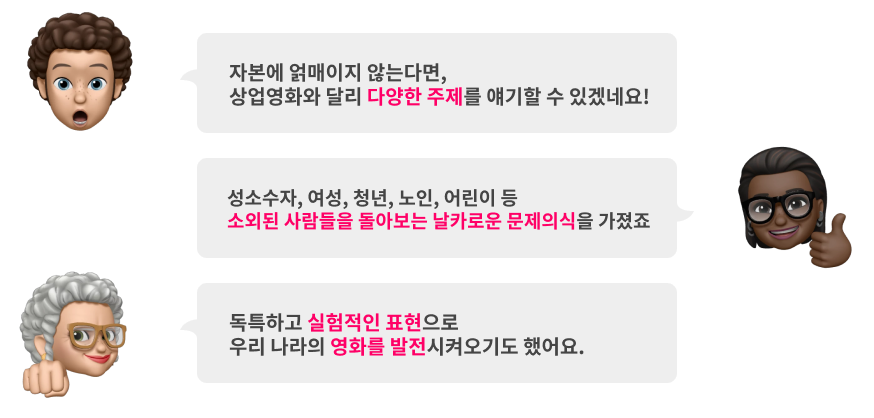 자본에 얽매이지 않는다면,
상업영화와 달리 다양한 주제를 얘기할 수 있겠네요!
성소수자, 여성, 청년, 노인, 어린이 등
소외된 사람들을 돌아보는 날카로운 문제의식을 가졌죠
독특하고 실험적인 표현으로
우리 나라의 영화를 발전시켜오기도 했어요.